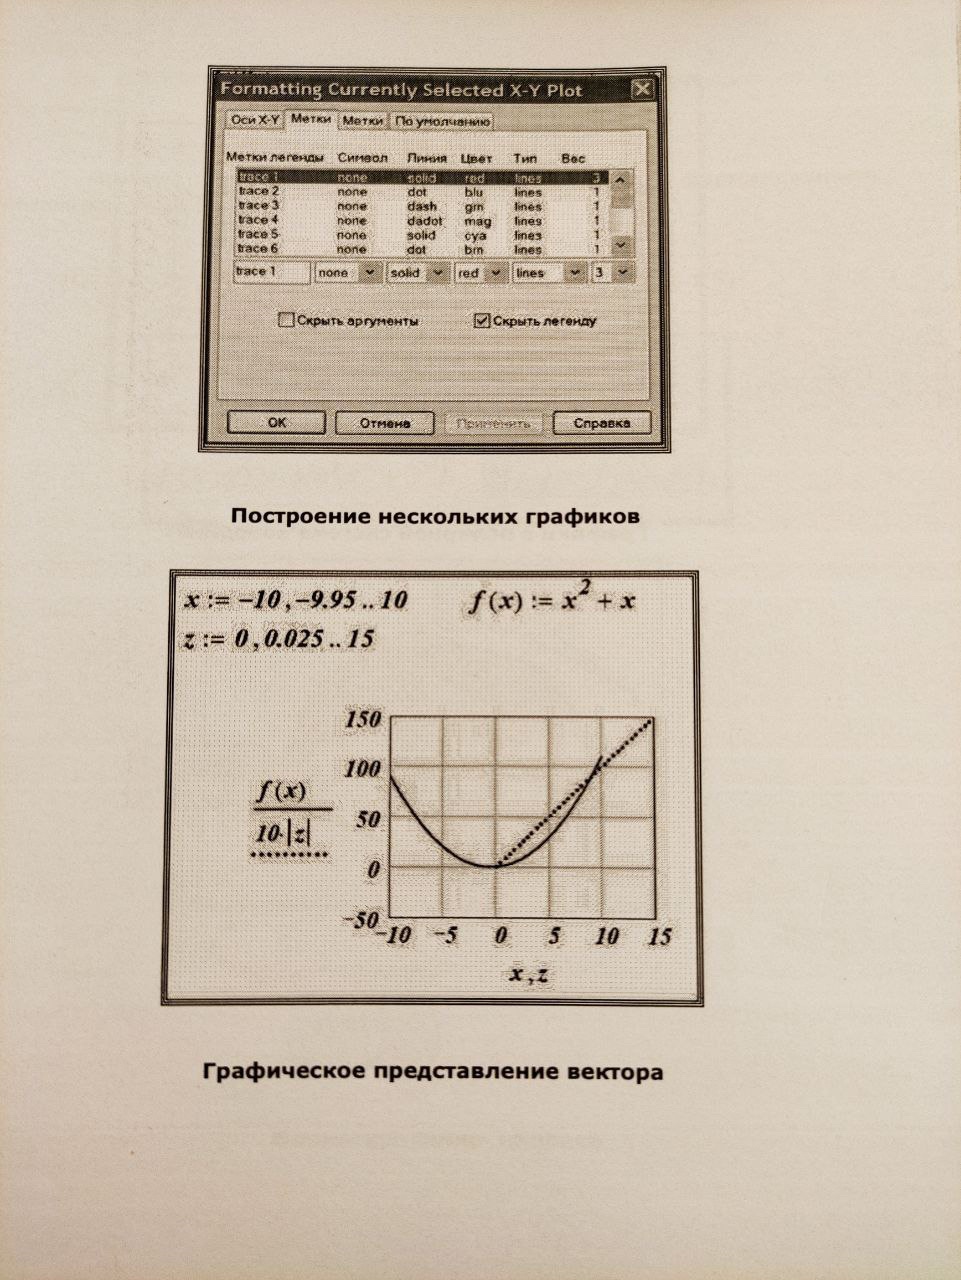 Formatting Currently Selected X-Y Plot
Оси X-Y Метки Метки По умолчанию
Метки легенды Символ Линия Цвет Тип Вес
trace 1 none solid red lines 3
trace 2 none dot blu lines 1
trace 3 none dash grn lines 1
trace 4 none dadot mag lines 1
trace 5 none solid cya lines 1
trace 6 none dot brn lines 1
trace 1 none solid red lines 3
Скрыть аргументы Скрыть легенду
ОК Отмена Применить Справка
Построение нескольких графиков
x := −10 , −9.95 .. 10 f(x) := x² + x
z := 0 , 0.025 .. 15
150
100
f(x)
50
10·|z|
0
−50
−10 −5 0 5 10 15
x , z
Графическое представление вектора